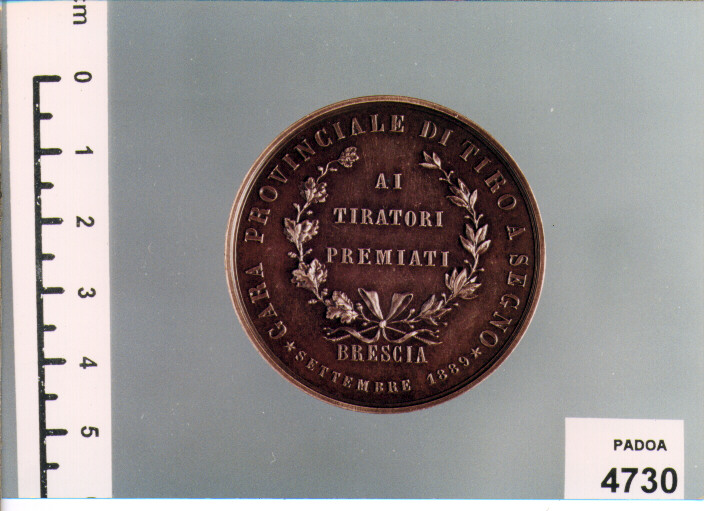 cm
0
1
2
3
4
5
GARA PROVINCIALE DI TIRO A SEGNO
AI
TIRATORI
PREMIATI
BRESCIA
★ SETTEMBRE 1889 ★
PADOA
4730